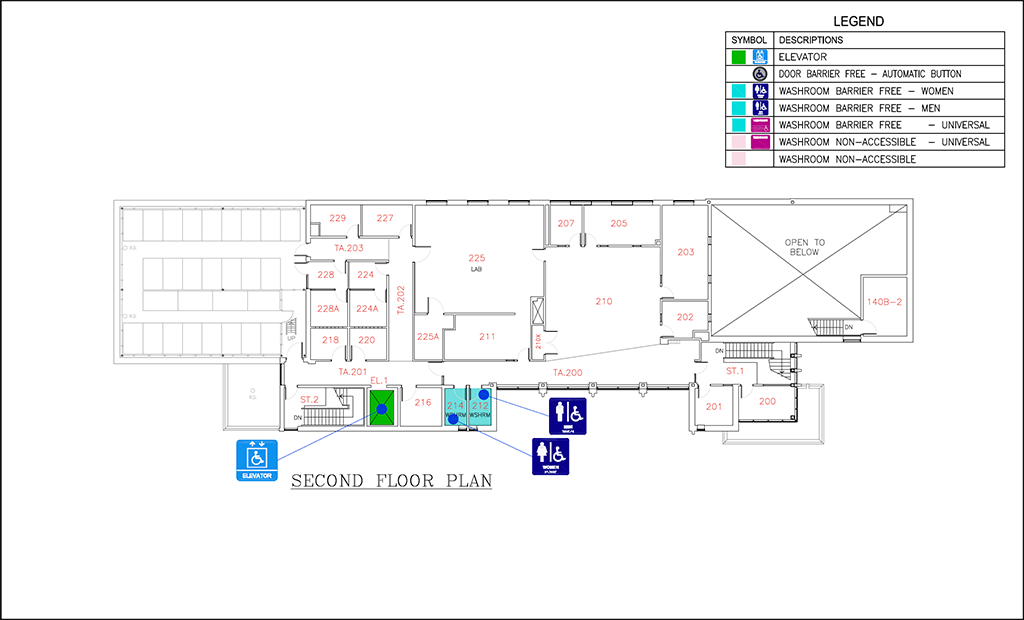 LEGEND
SYMBOL DESCRIPTIONS
ELEVATOR
DOOR BARRIER FREE – AUTOMATIC BUTTON
WASHROOM BARRIER FREE – WOMEN
WASHROOM BARRIER FREE – MEN
WASHROOM BARRIER FREE – UNIVERSAL
WASHROOM NON-ACCESSIBLE – UNIVERSAL
WASHROOM NON-ACCESSIBLE
229
227
207
205
TA.203
225
LAB
203
OPEN TO
BELOW
228
224
TA.202
210
140B-2
228A
224A
202
UP
218
220
225A
211
210X
DN
DN
TA.201
EL.1
TA.200
ST.1
ST.2
216
214
WSHRM
212
WSHRM
201
200
DN
ELEVATOR
MEN
WOMEN
SECOND FLOOR PLAN